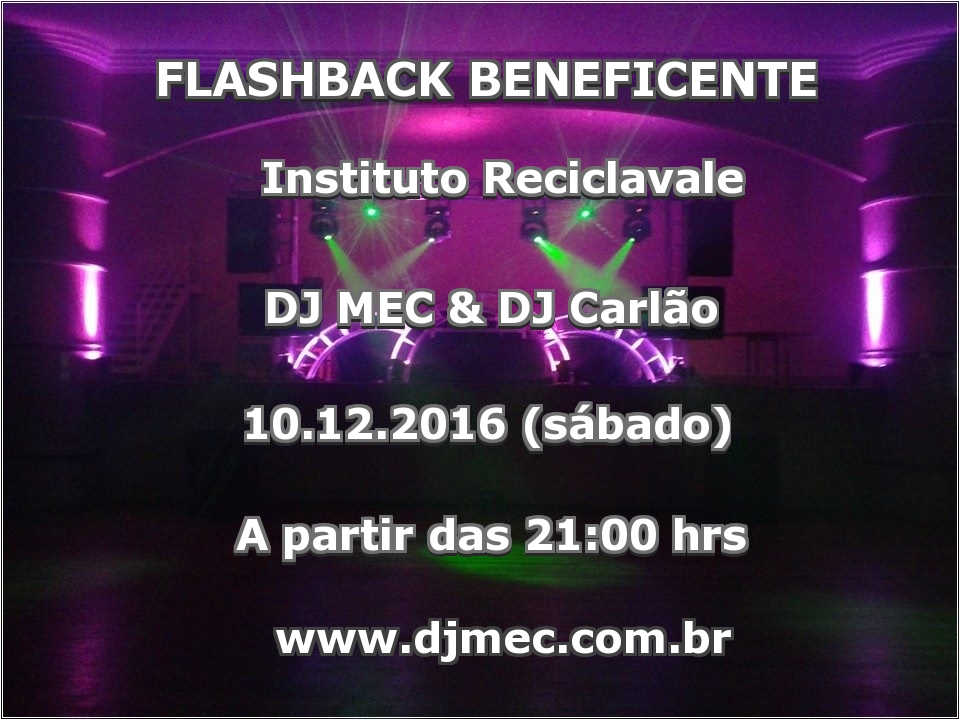 FLASHBACK BENEFICENTE
Instituto Reciclavale
DJ MEC & DJ Carlão
10.12.2016 (sábado)
A partir das 21:00 hrs
www.djmec.com.br